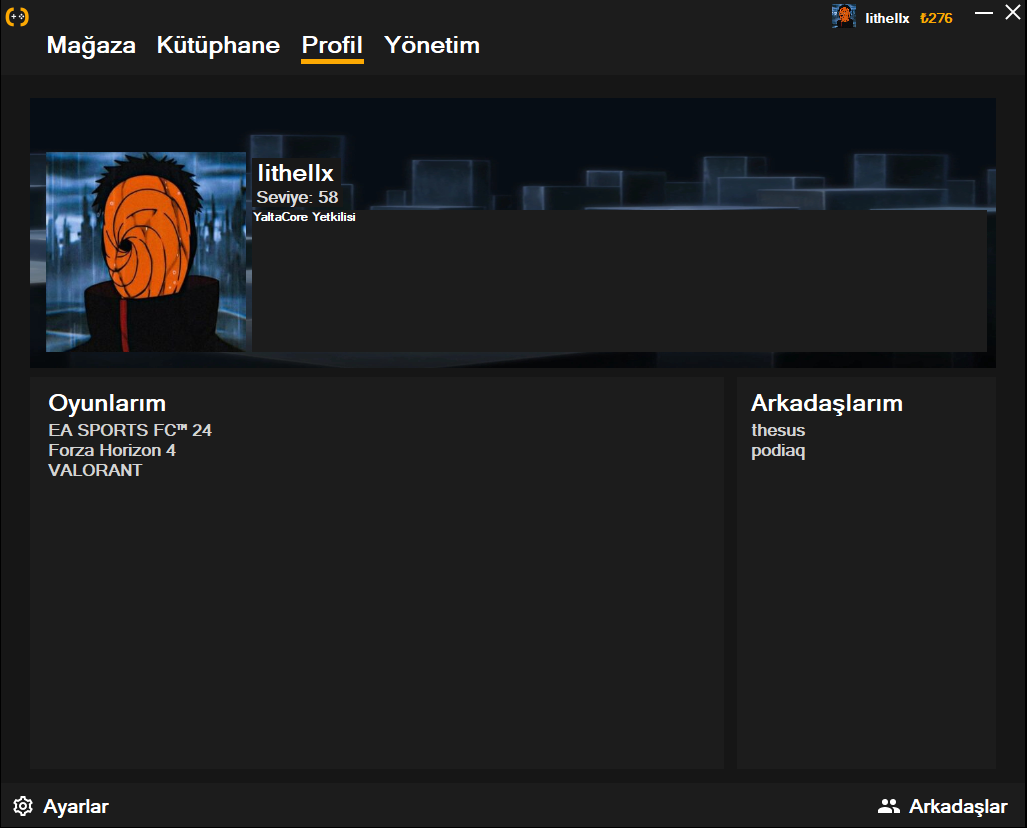 lithellx ₺276
Mağaza Kütüphane Profil Yönetim
lithellx
Seviye: 58
YaltaCore Yetkilisi
Oyunlarım
EA SPORTS FC™ 24
Forza Horizon 4
VALORANT
Arkadaşlarım
thesus
podiaq
Ayarlar
Arkadaşlar